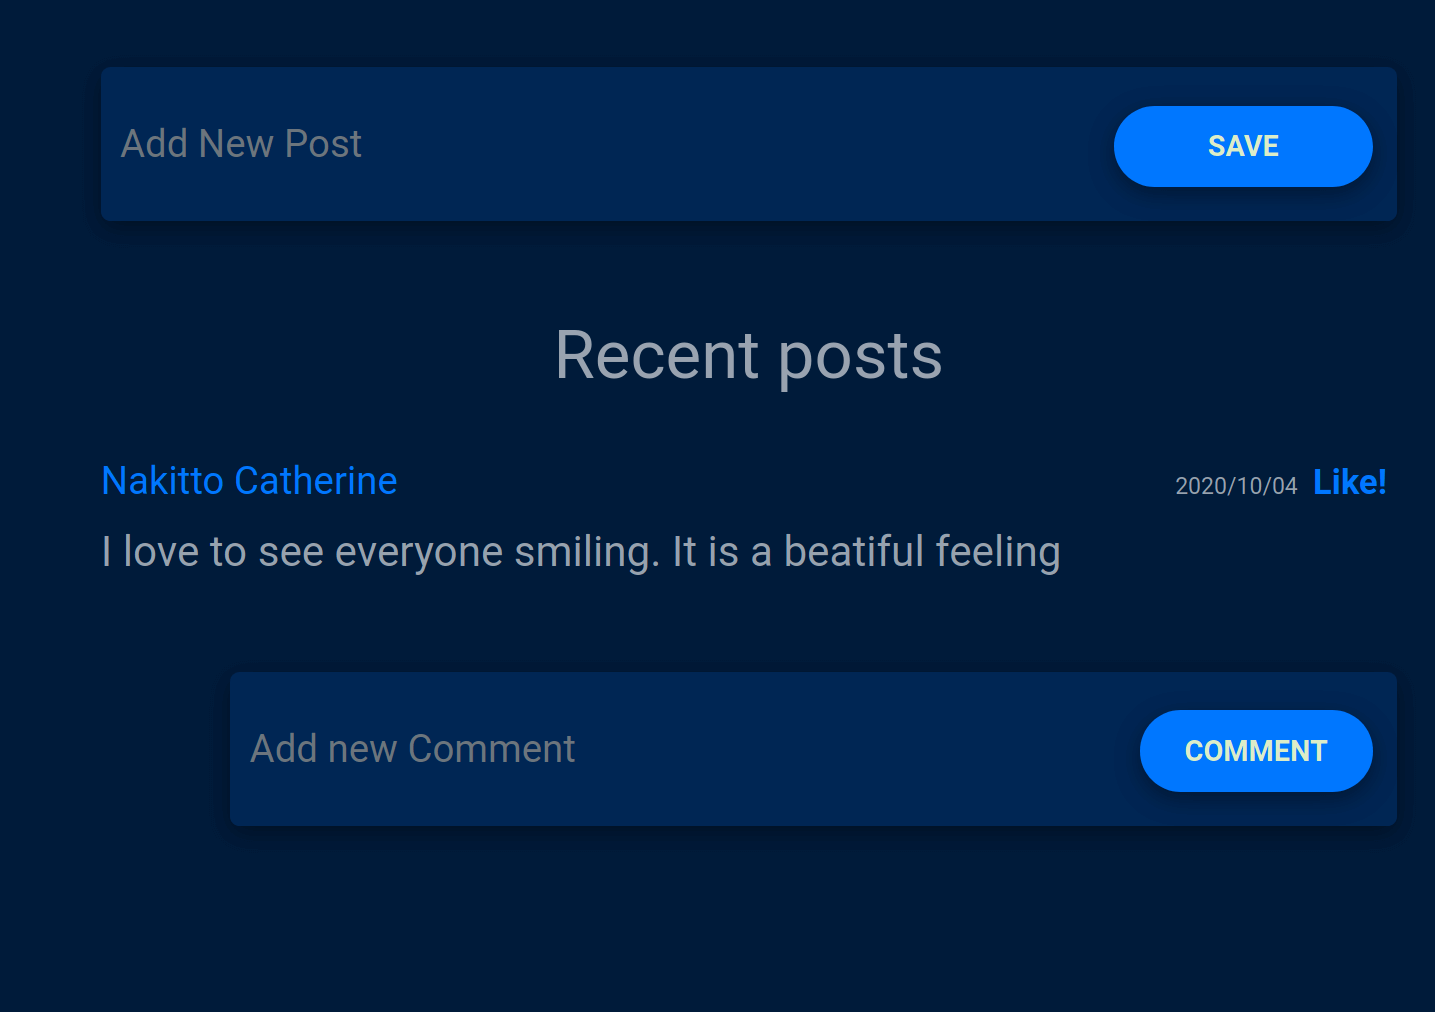 Add New Post
SAVE
Recent posts
Nakitto Catherine
2020/10/04 Like!
I love to see everyone smiling. It is a beatiful feeling
Add new Comment
COMMENT